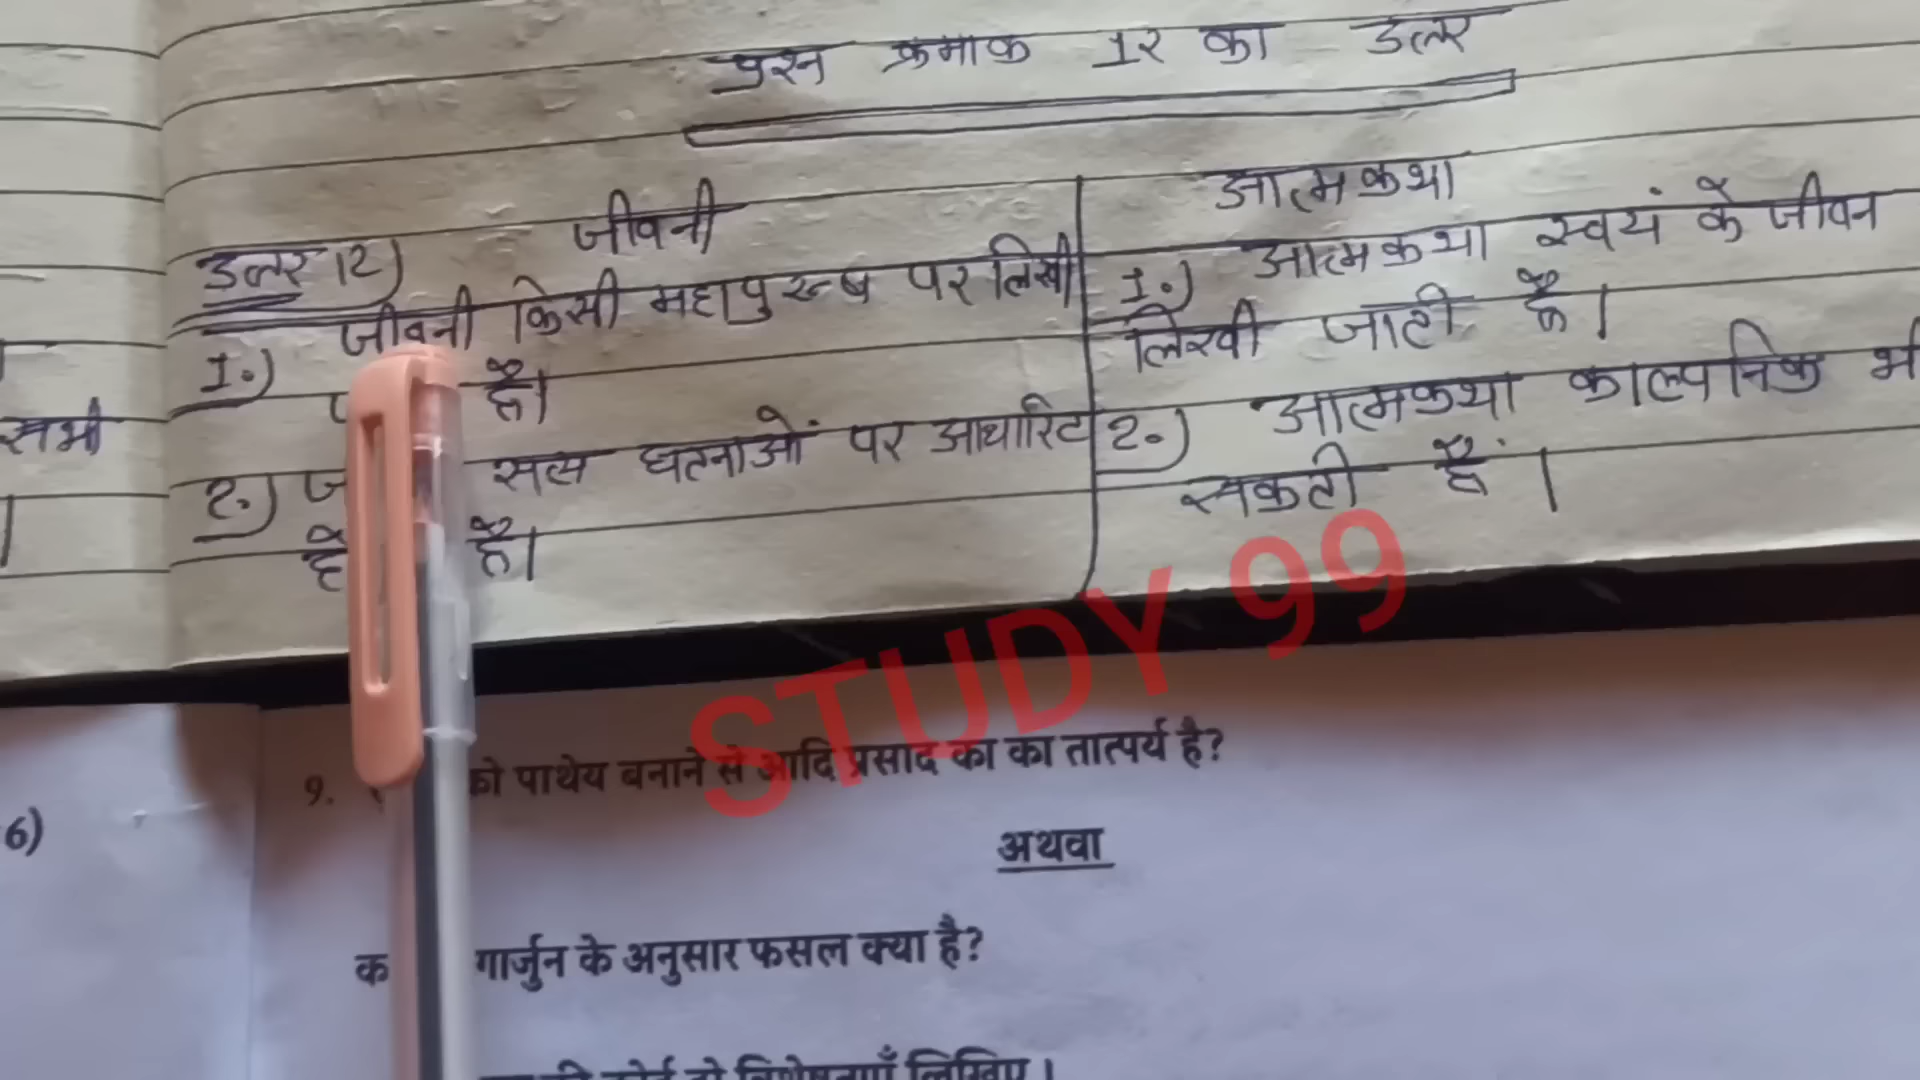 प्रश्न क्रमाक 12 का उत्तर
उत्तर 12) जीवनी
1.) जीवनी किसी महापुरूष पर लिखी
है।
2.) सत्य घटनाओं पर आधारित
है।
आत्मकथा
1.) आत्मकथा स्वयं के जीवन
लिखी जाती है।
2.) आत्मकथा काल्पनिक भी
सकती है।
सभी
STUDY 99
9. को पाथेय बनाने से आदि प्रसाद का का तात्पर्य है?
अथवा
6)
गार्जुन के अनुसार फसल क्या है?
लिखिए।